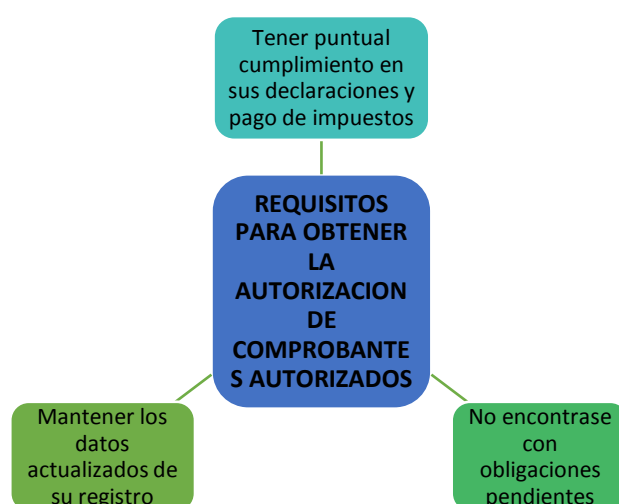 Tener puntual
cumplimiento en
sus declaraciones y
pago de impuestos
REQUISITOS
PARA OBTENER
LA
AUTORIZACION
DE
COMPROBANTE
S AUTORIZADOS
Mantener los
datos
actualizados de
su registro
No encontrase
con
obligaciones
pendientes